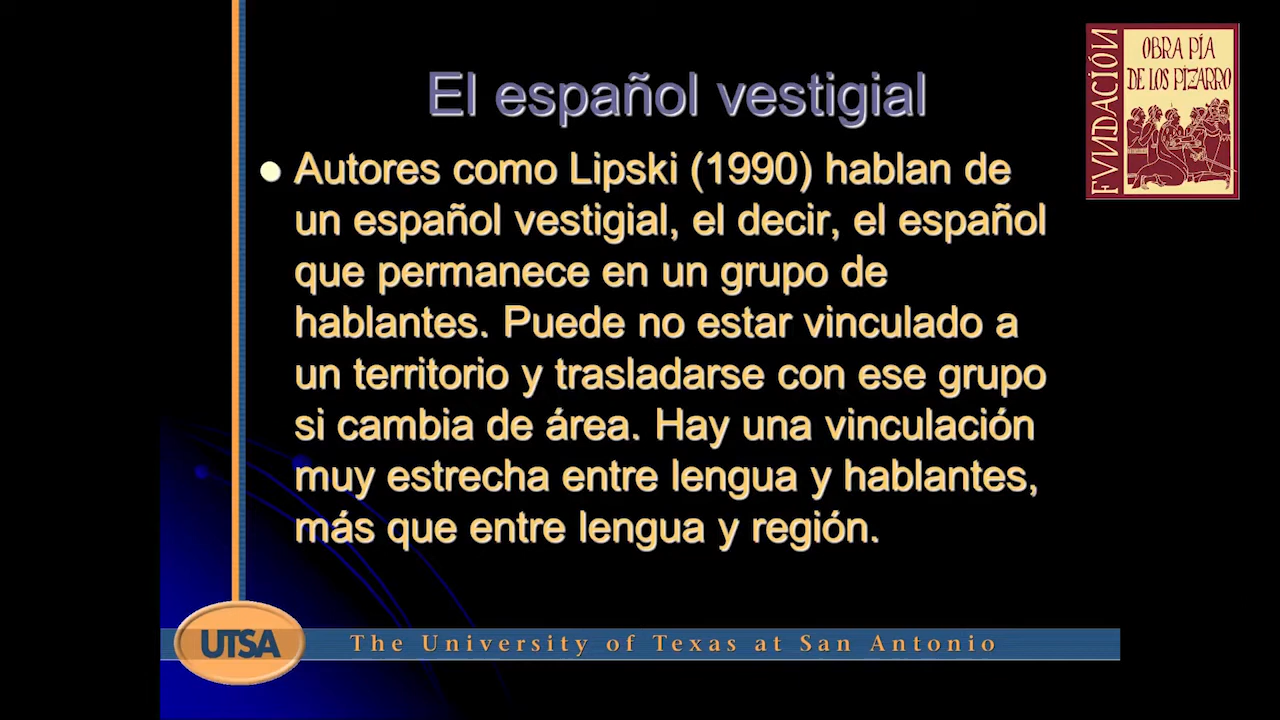 El español vestigial
Autores como Lipski (1990) hablan de
un español vestigial, el decir, el español
que permanece en un grupo de
hablantes. Puede no estar vinculado a
un territorio y trasladarse con ese grupo
si cambia de área. Hay una vinculación
muy estrecha entre lengua y hablantes,
más que entre lengua y región.
FVNDACIÓN
OBRA PÍA
DE LOS PIZARRO
UTSA
The University of Texas at San Antonio